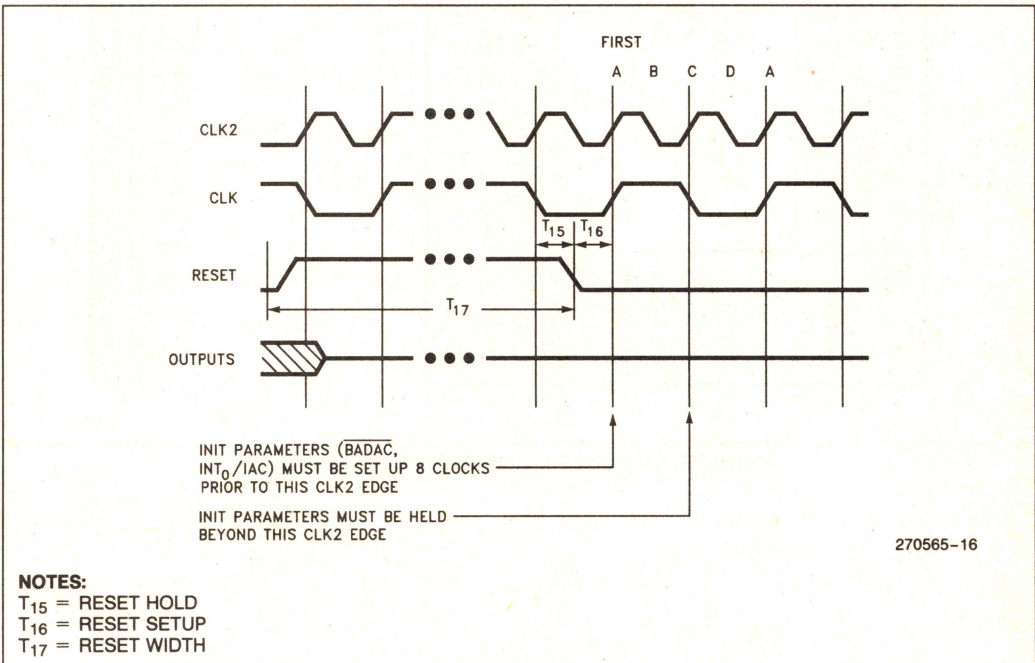 FIRST
A B C D A
CLK2
CLK
T15 T16
RESET
T17
OUTPUTS
INIT PARAMETERS (BADAC,
INT0/IAC) MUST BE SET UP 8 CLOCKS
PRIOR TO THIS CLK2 EDGE
INIT PARAMETERS MUST BE HELD
BEYOND THIS CLK2 EDGE
270565-16
NOTES:
T15 = RESET HOLD
T16 = RESET SETUP
T17 = RESET WIDTH